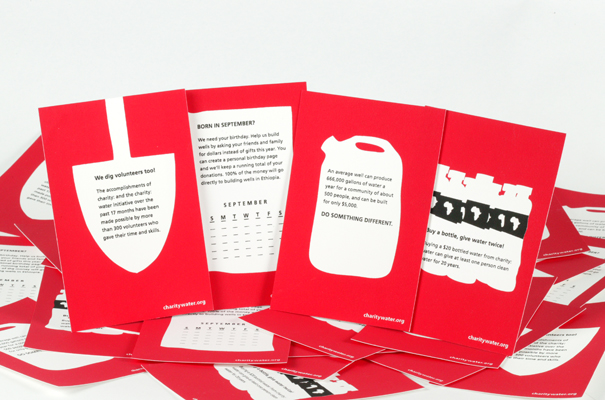 We dig volunteers too!
The accomplishments of
charity: and the charity:
water initiative over the
past 17 months have been
made possible by more
than 300 volunteers who
gave their time and skills.
charitywater.org
BORN IN SEPTEMBER?
We need your birthday. Help us build
wells by asking your friends and family
for dollars instead of gifts this year. You
can create a personal birthday page
and we'll keep a running total of your
donations. 100% of the money will go
directly to building wells in Ethiopia.
SEPTEMBER
S M T W T F S
An average well can produce
666,000 gallons of water a
year for a community of about
500 people, and can be built
for only $5,000.
DO SOMETHING DIFFERENT.
charitywater.org
Buy a bottle, give water twice!
Buying a $20 bottled water from charity:
water can give at least one person clean
water for 20 years.
charitywater.org
SEPTEMBER
S M T W T F S
charitywater.org